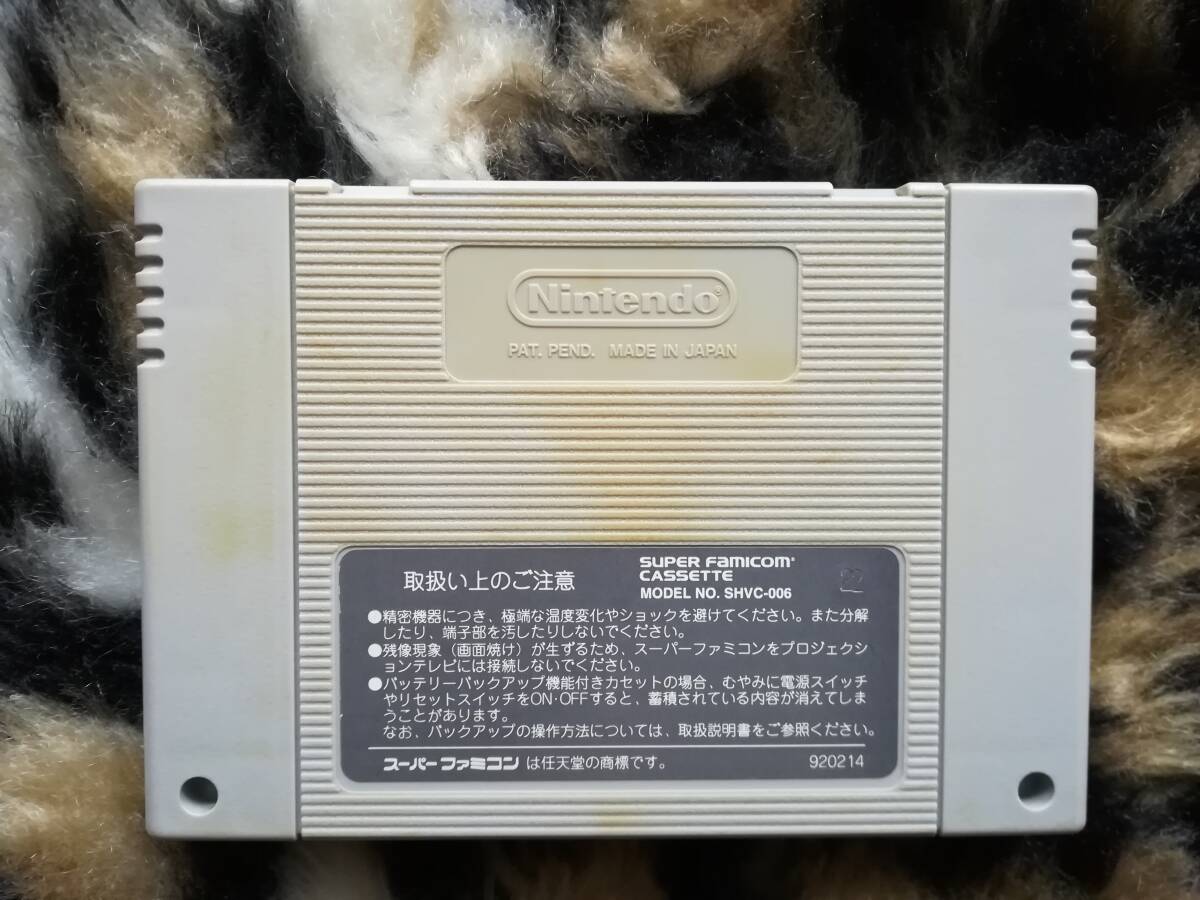 Nintendo®
PAT. PEND. MADE IN JAPAN
取扱い上のご注意
SUPER FAMICOM®
CASSETTE
MODEL NO. SHVC-006
22
●精密機器につき、極端な温度変化やショックを避けてください。また分解
したり、端子部を汚したりしないでください。
●残像現象（画面焼け）が生ずるため、スーパーファミコンをプロジェクシ
ョンテレビには接続しないでください。
●バッテリーバックアップ機能付きカセットの場合、むやみに電源スイッチ
やリセットスイッチをON・OFFすると、蓄積されている内容が消えてしま
うことがあります。
なお、バックアップの操作方法については、取扱説明書をご参照ください。
スーパーファミコン は任天堂の商標です。
920214